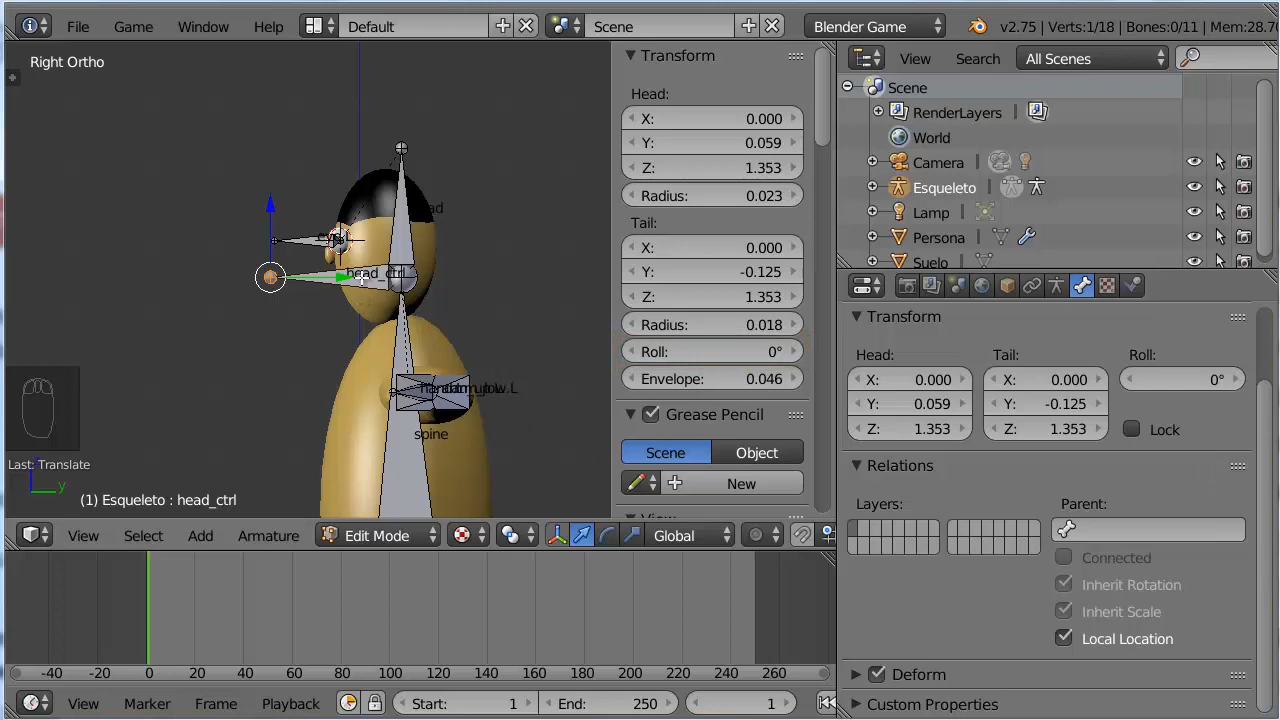 File Game Window Help Default Scene Blender Game v2.75 | Verts:1/18 | Bones:0/11 | Mem:28.70
Right Ortho
Transform
Head:
X: 0.000
Y: 0.059
Z: 1.353
Radius: 0.023
Tail:
X: 0.000
Y: -0.125
Z: 1.353
Radius: 0.018
Roll: 0°
Envelope: 0.046
Grease Pencil
Scene Object
New
head_ctrl
spine
Last: Translate
z
y
(1) Esqueleto : head_ctrl
View Select Add Armature Edit Mode Global
View Search All Scenes
Scene
RenderLayers |
World
Camera |
Esqueleto |
Lamp |
Persona |
Suelo |
Transform
Head: Tail: Roll:
X: 0.000 X: 0.000 0°
Y: 0.059 Y: -0.125
Z: 1.353 Z: 1.353 Lock
Relations
Layers: Parent:
Connected
Inherit Rotation
Inherit Scale
Local Location
Deform
Custom Properties
-40 -20 0 20 40 60 80 100 120 140 160 180 200 220 240 260
View Marker Frame Playback Start: 1 End: 250 1